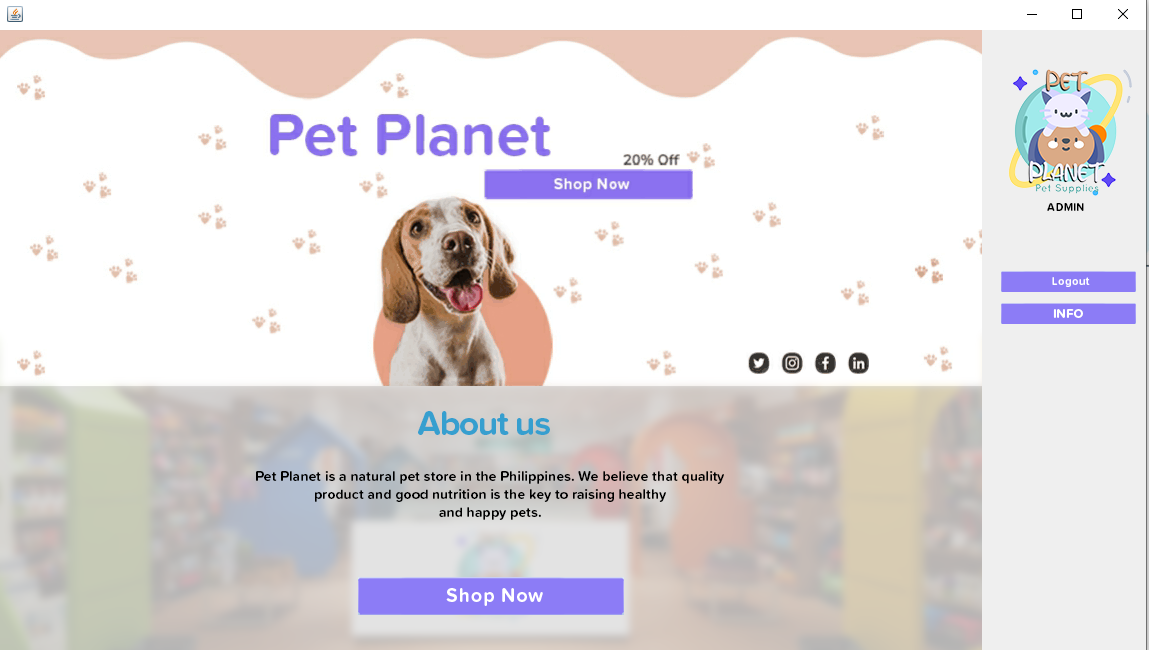 Pet Planet
20% Off
Shop Now
About us
Pet Planet is a natural pet store in the Philippines. We believe that quality
product and good nutrition is the key to raising healthy
and happy pets.
Shop Now
PET
PLANET
Pet Supplies
ADMIN
Logout
INFO